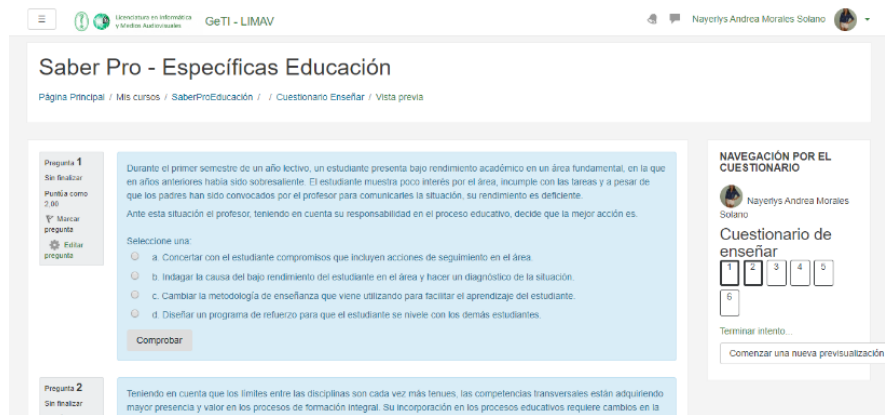 Licenciatura en Informática
y Medios Audiovisuales
GeTI - LIMAV
Nayerlys Andrea Morales Solano
Saber Pro - Específicas Educación
Página Principal / Mis cursos / SaberProEducación / / Cuestionario Enseñar / Vista previa
Pregunta 1
Sin finalizar
Puntúa como
2,00
Marcar
pregunta
Editar
pregunta
Durante el primer semestre de un año lectivo, un estudiante presenta bajo rendimiento académico en un área fundamental, en la que
en años anteriores había sido sobresaliente. El estudiante muestra poco interés por el área, incumple con las tareas y a pesar de
que los padres han sido convocados por el profesor para comunicarles la situación, su rendimiento es deficiente.
Ante esta situación el profesor, teniendo en cuenta su responsabilidad en el proceso educativo, decide que la mejor acción es.
Seleccione una:
a. Concertar con el estudiante compromisos que incluyen acciones de seguimiento en el área.
b. Indagar la causa del bajo rendimiento del estudiante en el área y hacer un diagnóstico de la situación.
c. Cambiar la metodología de enseñanza que viene utilizando para facilitar el aprendizaje del estudiante.
d. Diseñar un programa de refuerzo para que el estudiante se nivele con los demás estudiantes.
Comprobar
Pregunta 2
Sin finalizar
Teniendo en cuenta que los límites entre las disciplinas son cada vez más tenues, las competencias transversales están adquiriendo
mayor presencia y valor en los procesos de formación integral. Su incorporación en los procesos educativos requiere cambios en la
NAVEGACIÓN POR EL
CUESTIONARIO
Nayerlys Andrea Morales
Solano
Cuestionario de
enseñar
1 2 3 4 5
6
Terminar intento...
Comenzar una nueva previsualización